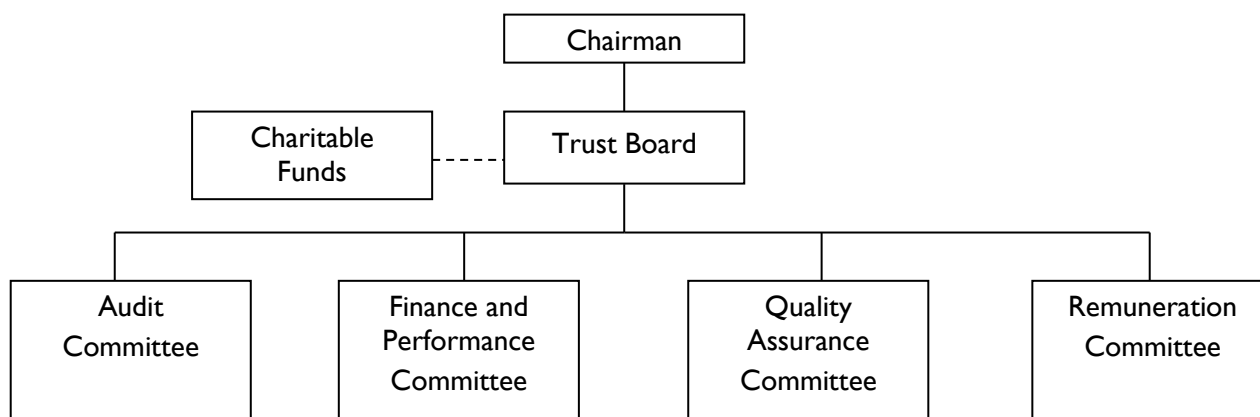 Chairman
Charitable
Funds
Trust Board
Audit
Committee
Finance and
Performance
Committee
Quality
Assurance
Committee
Remuneration
Committee